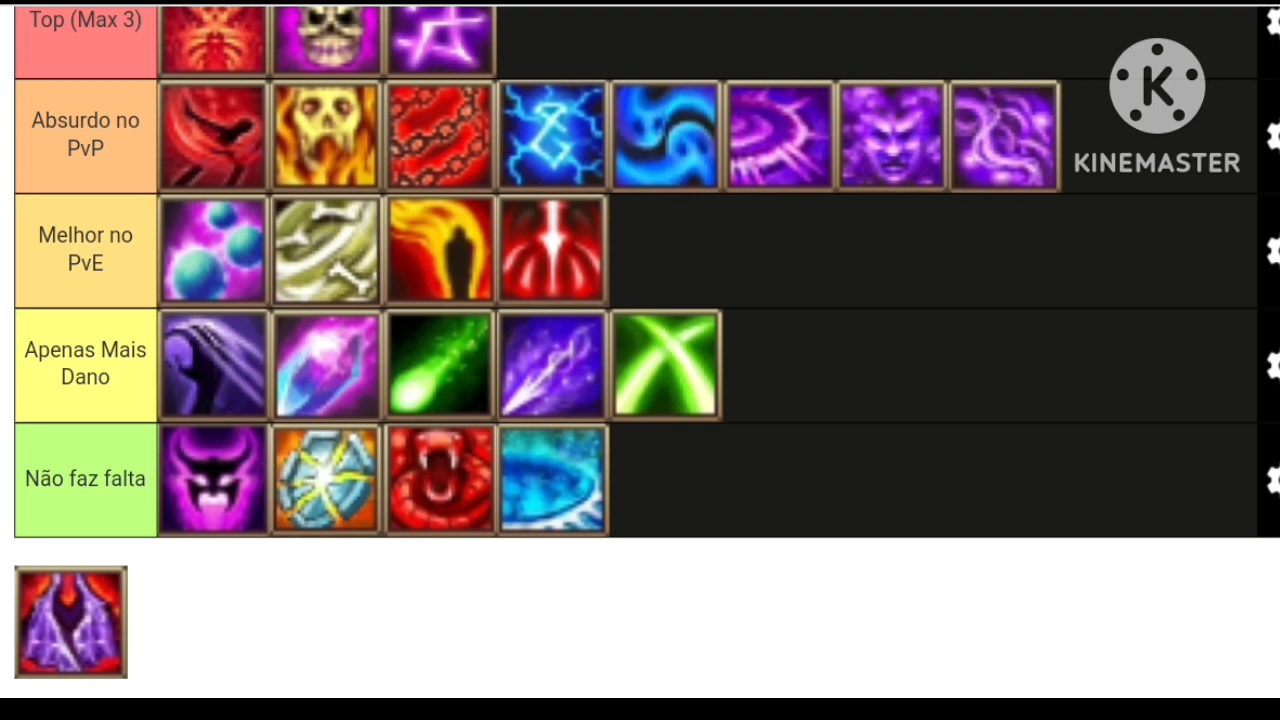 Top (Max 3)
Absurdo no
PvP
K
KINEMASTER
Melhor no
PvE
Apenas Mais
Dano
Não faz falta